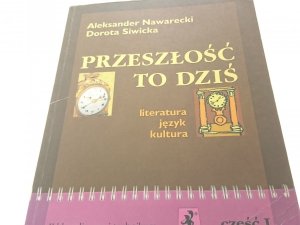 Aleksander Nawarecki
Dorota Siwicka
PRZESZŁOŚĆ
TO DZIŚ
literatura
język
kultura
część I